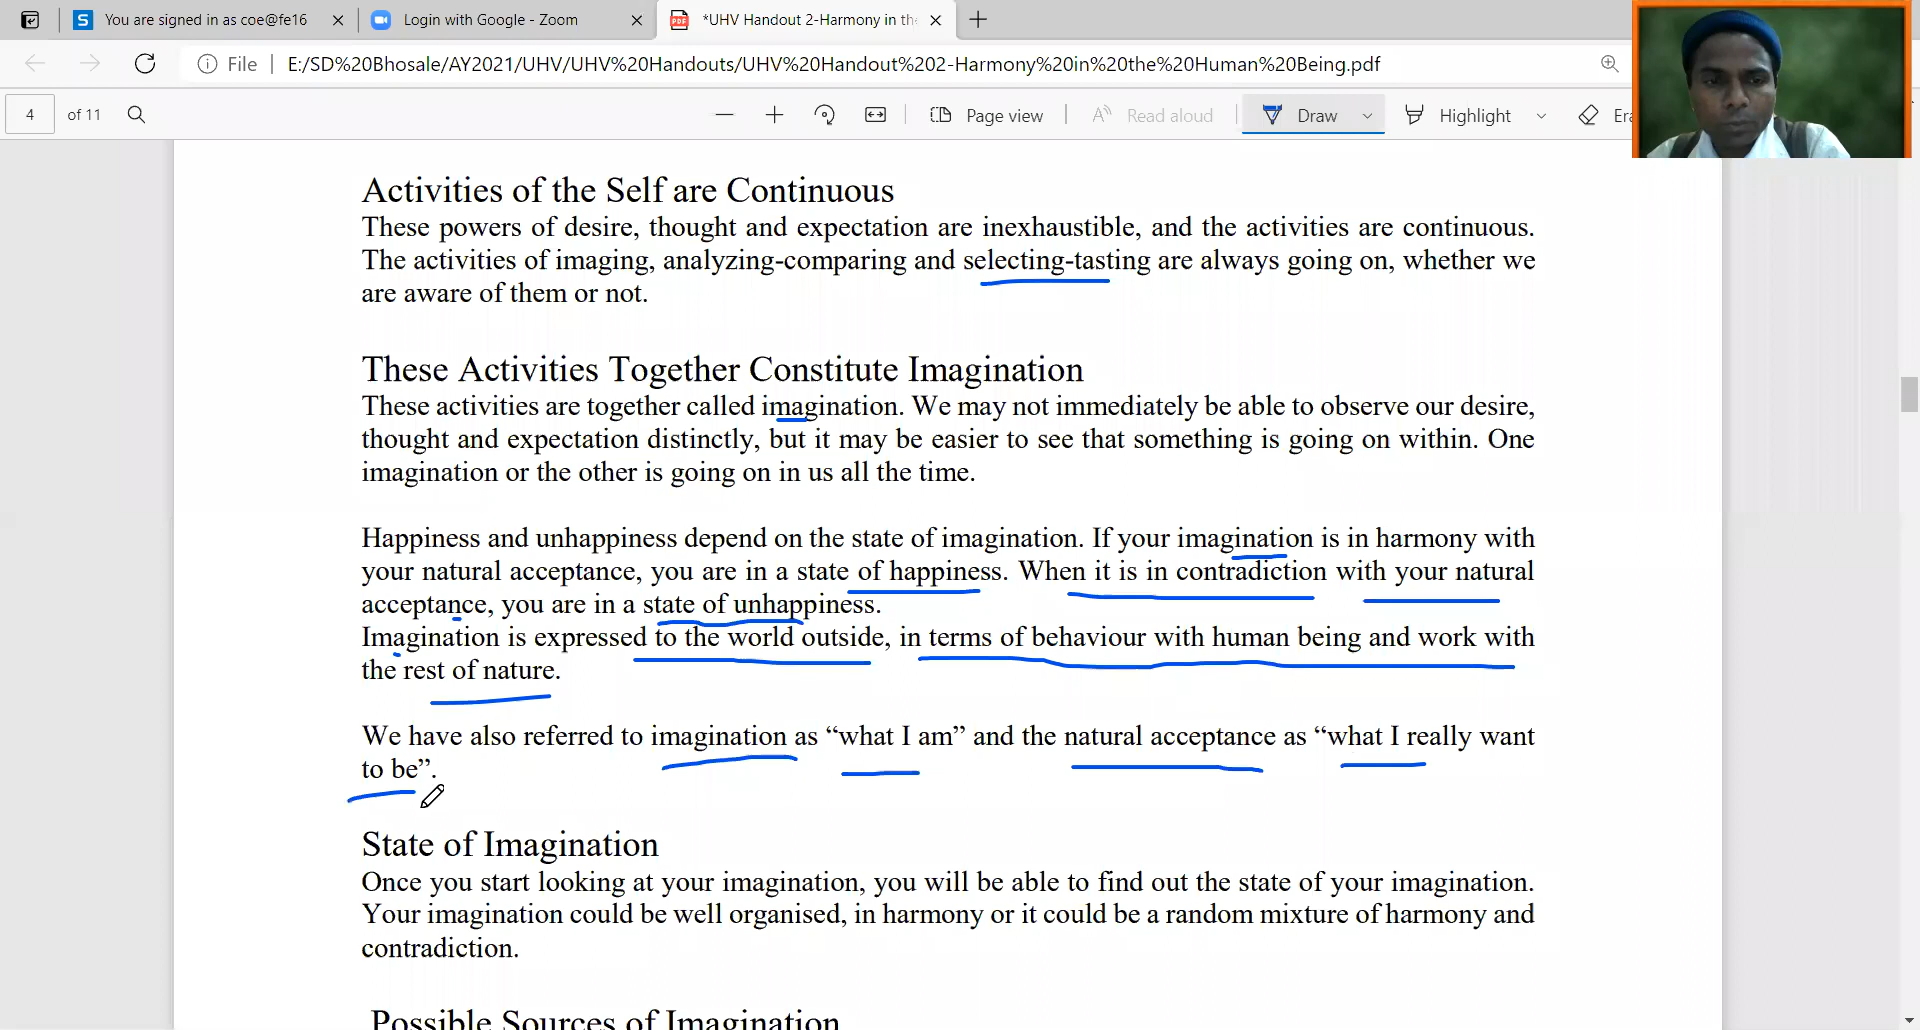 You are signed in as coe@fe16
Login with Google - Zoom
*UHV Handout 2-Harmony in the
File
E:/SD%20Bhosale/AY2021/UHV/UHV%20Handouts/UHV%20Handout%202-Harmony%20in%20the%20Human%20Being.pdf
4 of 11
Page view
Read aloud
Draw
Highlight
Era
Activities of the Self are Continuous
These powers of desire, thought and expectation are inexhaustible, and the activities are continuous.
The activities of imaging, analyzing-comparing and selecting-tasting are always going on, whether we
are aware of them or not.
These Activities Together Constitute Imagination
These activities are together called imagination. We may not immediately be able to observe our desire,
thought and expectation distinctly, but it may be easier to see that something is going on within. One
imagination or the other is going on in us all the time.
Happiness and unhappiness depend on the state of imagination. If your imagination is in harmony with
your natural acceptance, you are in a state of happiness. When it is in contradiction with your natural
acceptance, you are in a state of unhappiness.
Imagination is expressed to the world outside, in terms of behaviour with human being and work with
the rest of nature.
We have also referred to imagination as “what I am” and the natural acceptance as “what I really want
to be”.
State of Imagination
Once you start looking at your imagination, you will be able to find out the state of your imagination.
Your imagination could be well organised, in harmony or it could be a random mixture of harmony and
contradiction.
Possible Sources of Imagination